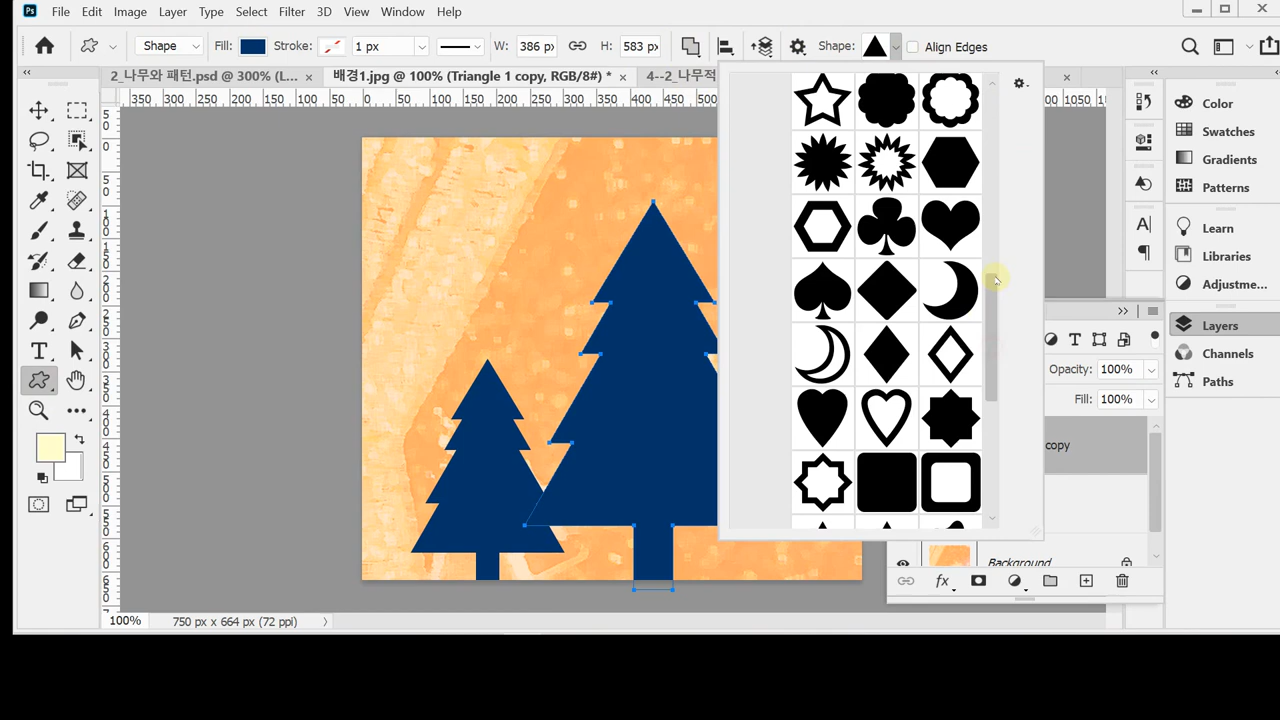 Ps File Edit Image Layer Type Select Filter 3D View Window Help
Shape Fill: Stroke: 1 px W: 386 px H: 583 px Shape: Align Edges
2_나무와 패턴.psd @ 300% (L... × 배경1.jpg @ 100% (Triangle 1 copy, RGB/8#) * × 4--2_나무적 ×
350 300 250 200 150 100 50 0 50 100 150 200 250 300 350 400 450 500 1050
Color
Swatches
Gradients
Patterns
Learn
Libraries
Adjustme...
Layers
Channels
Paths
Opacity: 100%
Fill: 100%
copy
Background
fx
100% 750 px x 664 px (72 ppi)